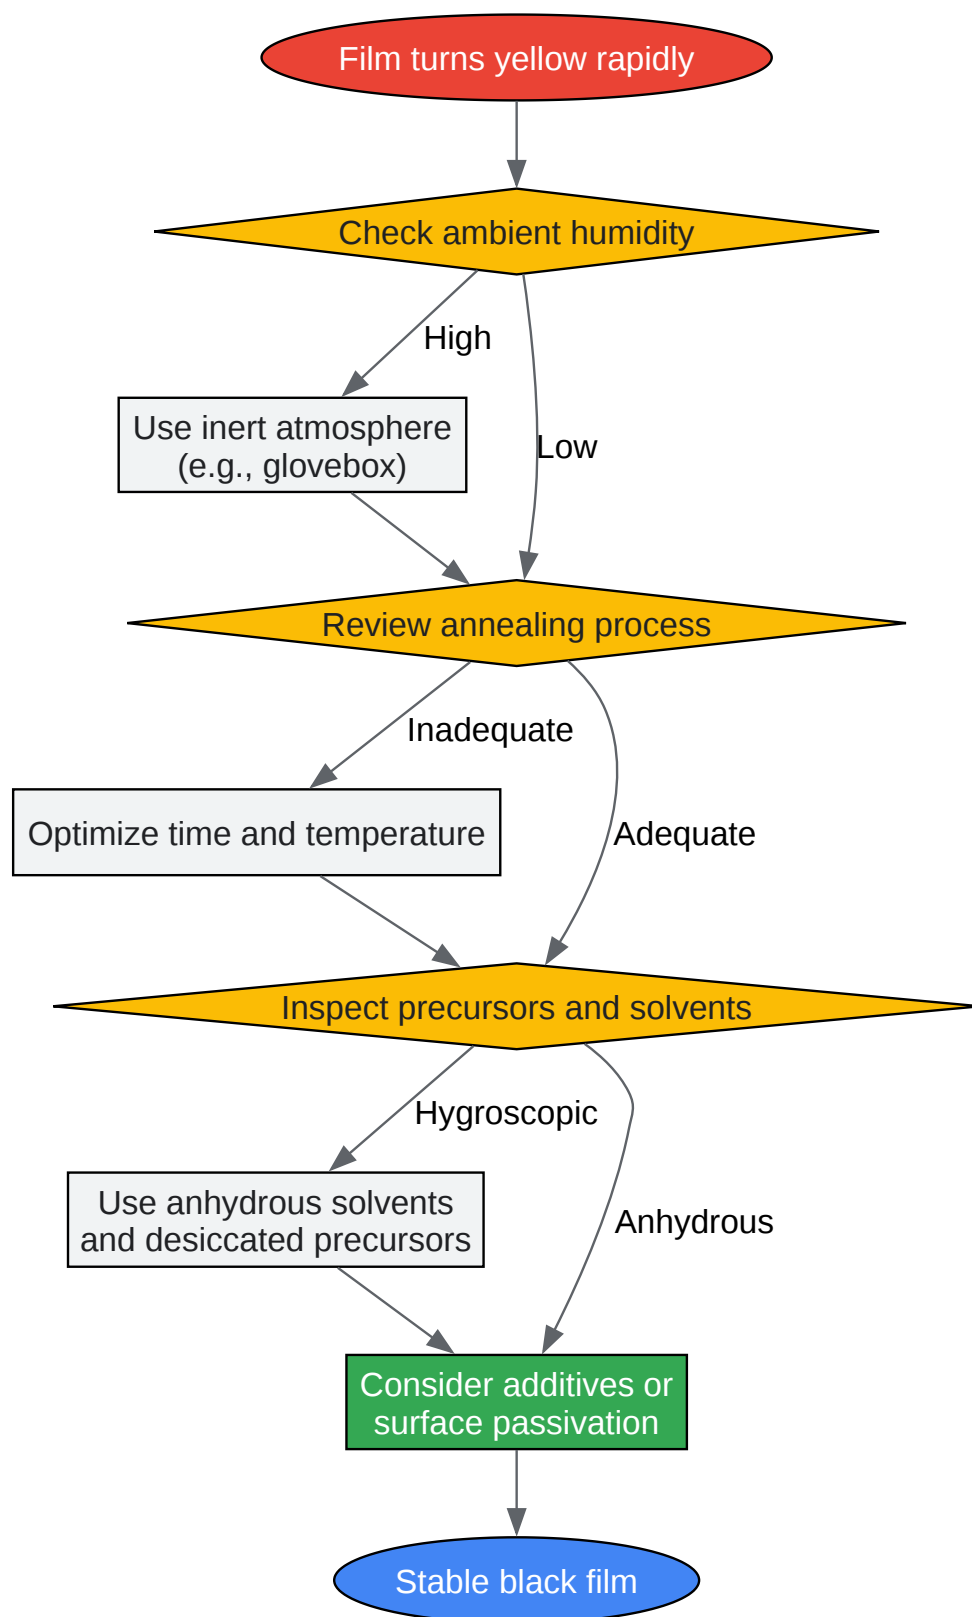 Film turns yellow rapidly
Check ambient humidity
High
Use inert atmosphere
(e.g., glovebox)
Low
Review annealing process
Inadequate
Optimize time and temperature
Adequate
Inspect precursors and solvents
Hygroscopic
Use anhydrous solvents
and desiccated precursors
Anhydrous
Consider additives or
surface passivation
Stable black film